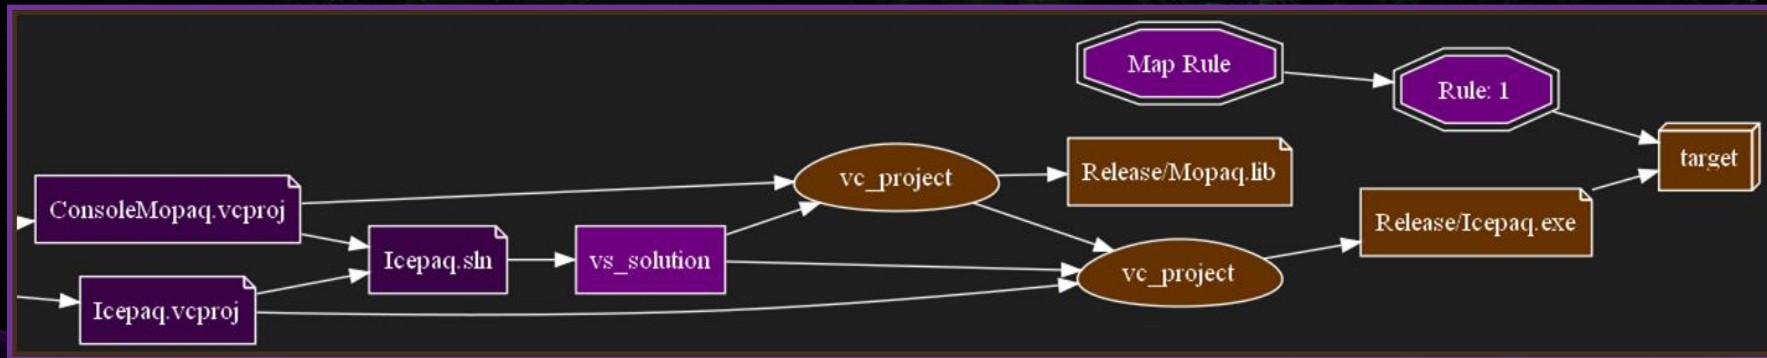 Map Rule
Rule: 1
target
vc_project
Release/Mopaq.lib
ConsoleMopaq.vcproj
Release/Icepaq.exe
Icepaq.sln
vs_solution
vc_project
Icepaq.vcproj